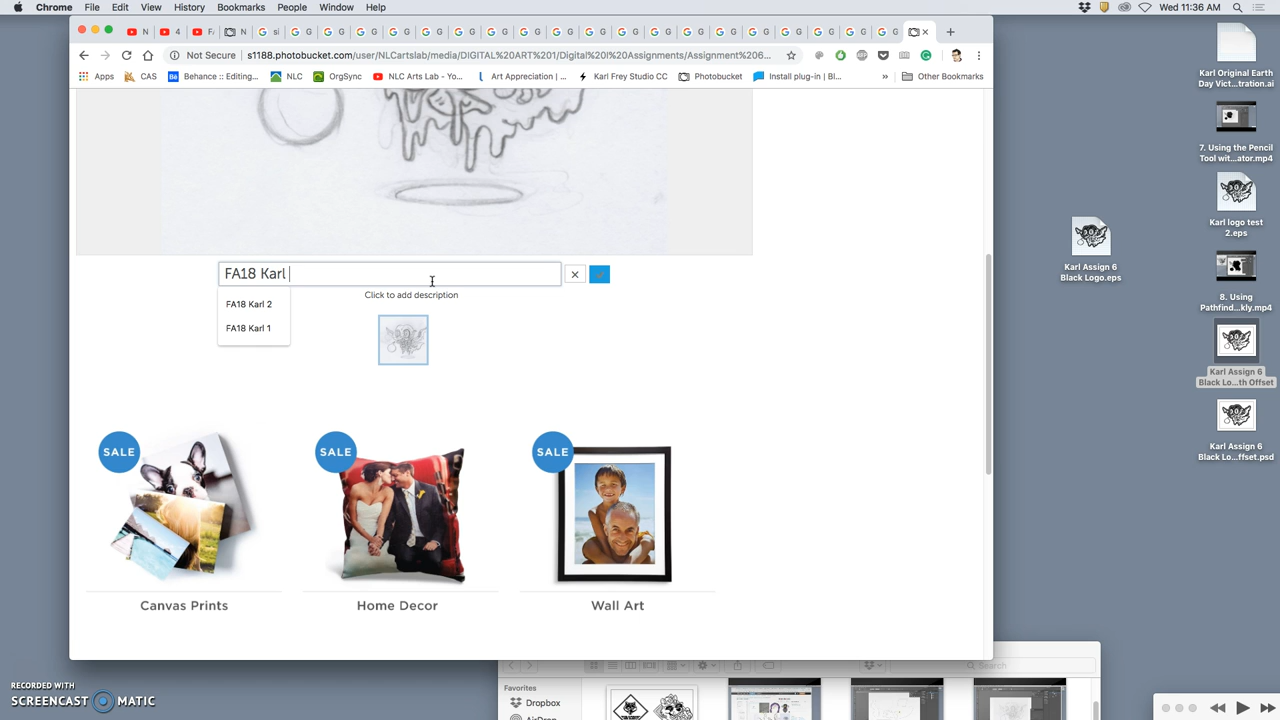 Chrome File Edit View History Bookmarks People Window Help
Wed 11:36 AM
N 4 F N G si G G G G G G G G G G G G G G G G
Not Secure s1188.photobucket.com/user/NLCartslab/media/DIGITAL%20ART%201/Digital%20I%20Assignments/Assignment%206...
Apps CAS Behance :: Editing... NLC OrgSync NLC Arts Lab - Yo... Art Appreciation | ... Karl Frey Studio CC Photobucket Install plug-in | Bl... » Other Bookmarks
FA18 Karl
FA18 Karl 2
FA18 Karl 1
Click to add description
SALE
SALE
SALE
Canvas Prints
Home Decor
Wall Art
Karl Original Earth
Day Vict...tration.ai
7. Using the Pencil
Tool wit...ator.mp4
Karl logo test
2.eps
Karl Assign 6
Black Logo.eps
8. Using
Pathfind...kly.mp4
Karl Assign 6
Black Lo...th Offset
Karl Assign 6
Black Lo...ffset.psd
Search
Favorites
Dropbox
AirDrop
RECORDED WITH
SCREENCAST MATIC